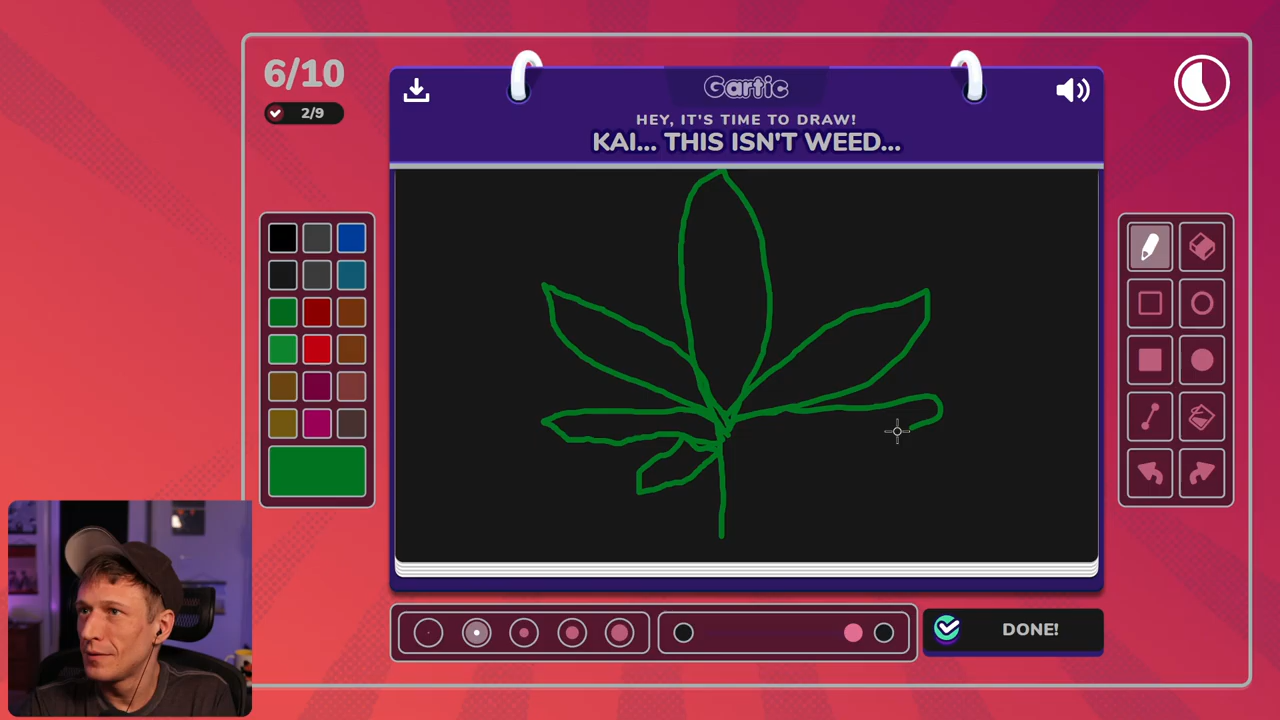 6/10
2/9
Gartic
HEY, IT'S TIME TO DRAW!
KAI... THIS ISN'T WEED...
DONE!